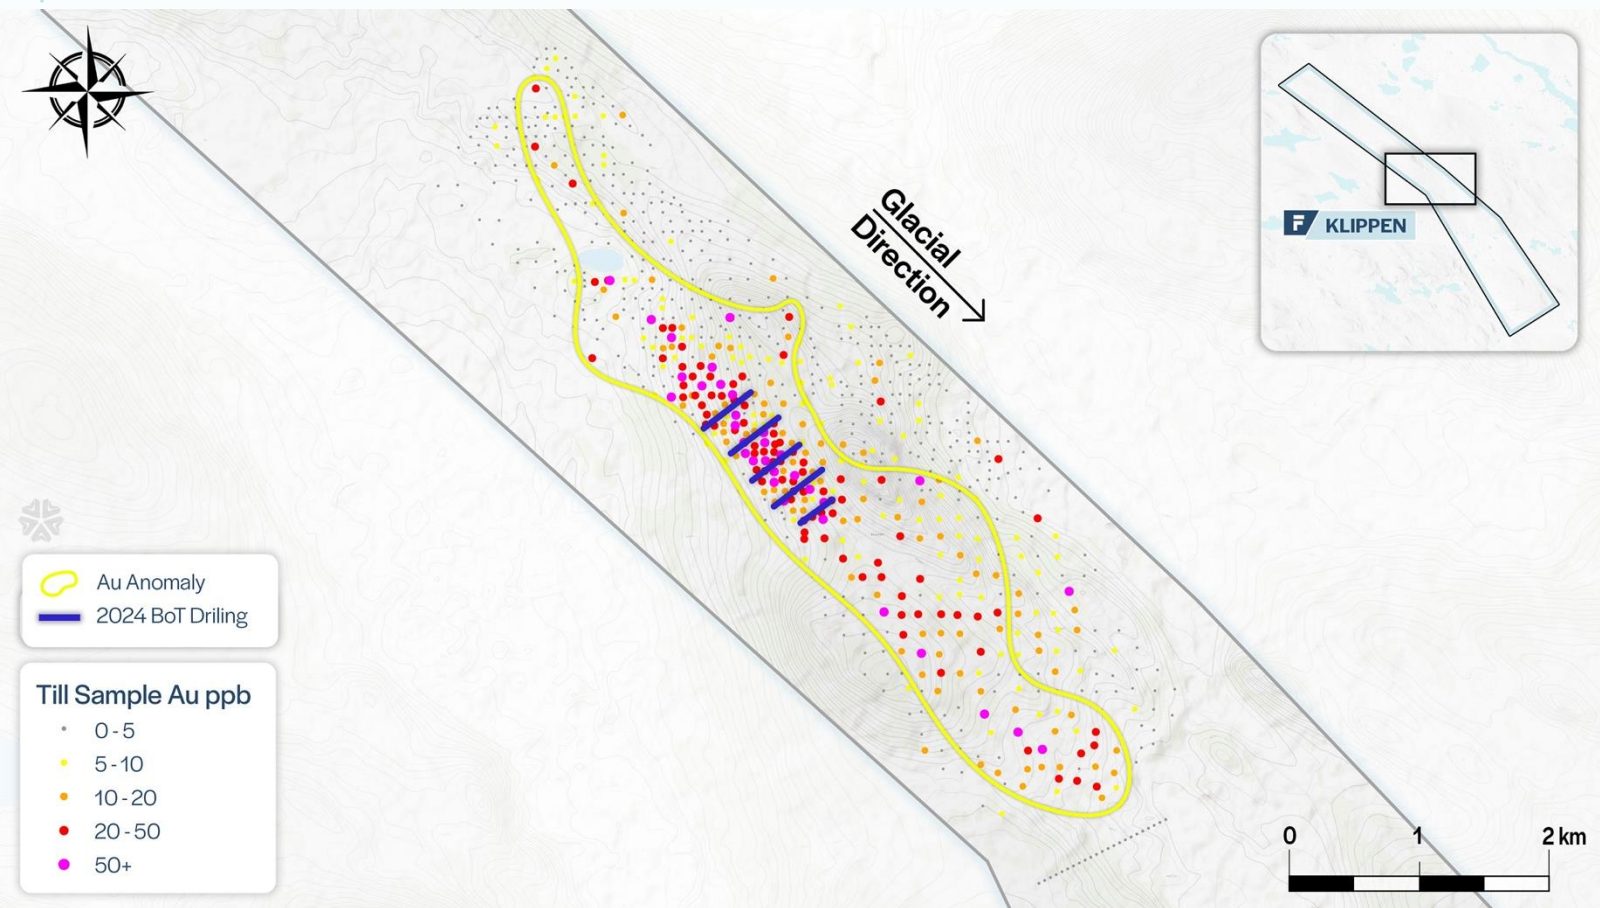 Glacial
Direction
F KLIPPEN
Au Anomaly
2024 BoT Driling
Till Sample Au ppb
0 - 5
5 - 10
10 - 20
20 - 50
50+
0 1 2 km